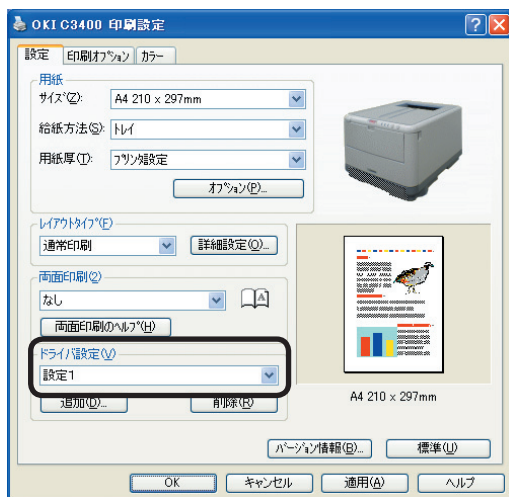 OKI C3400 印刷設定
設定 印刷オプション カラー
用紙
サイズ(Z): A4 210 x 297mm
給紙方法(S): トレイ
用紙厚(T): プリンタ設定
オプション(P)...
レイアウトタイプ(F)
通常印刷 詳細設定(O)...
両面印刷(2)
なし
両面印刷のヘルプ(H)
ドライバ設定(V)
設定1
追加(D)... 削除(R)
A4 210 x 297mm
バージョン情報(B)... 標準(U)
OK キャンセル 適用(A) ヘルプ